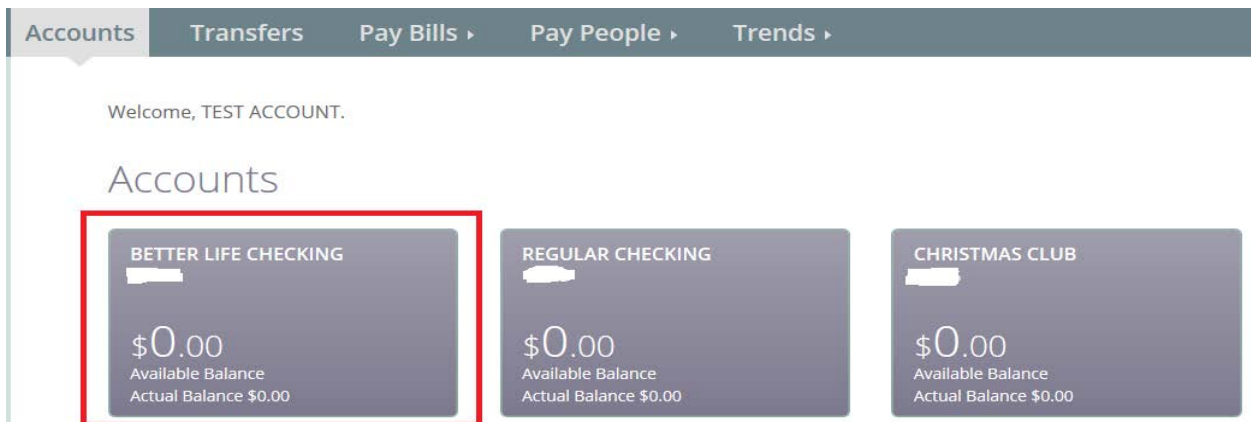 Accounts Transfers Pay Bills Pay People Trends
Welcome, TEST ACCOUNT.
Accounts
BETTER LIFE CHECKING
$0.00
Available Balance
Actual Balance $0.00
REGULAR CHECKING
$0.00
Available Balance
Actual Balance $0.00
CHRISTMAS CLUB
$0.00
Available Balance
Actual Balance $0.00